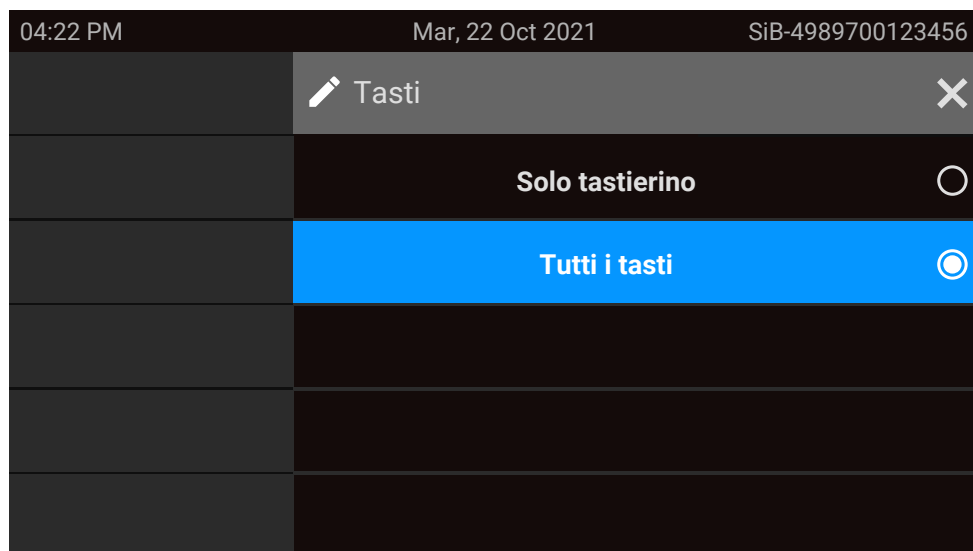 04:22 PM Mar, 22 Oct 2021 SiB-4989700123456
Tasti
Solo tastierino
Tutti i tasti